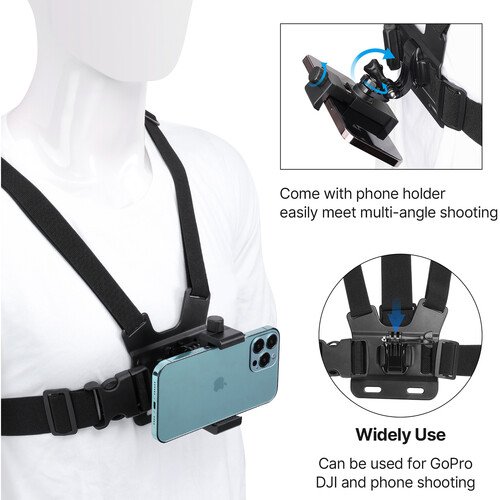 Come with phone holder
easily meet multi-angle shooting
Widely Use
Can be used for GoPro
DJI and phone shooting